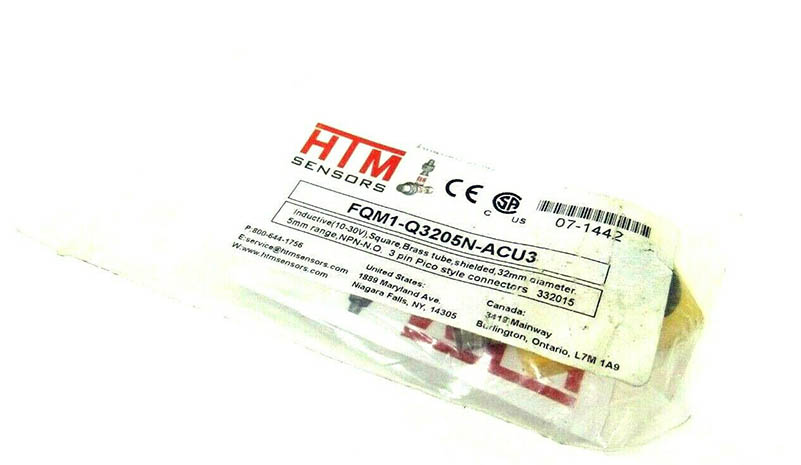 HTM
SENSORS
CE
C SA US
07-1442
FQM1-Q3205N-ACU3
Inductive(10-30V),Square,Brass tube,shielded,32mm diameter,
5mm range,NPN-N.O. 3 pin Pico style connectors 332015
P:800-644-1756
E:service@htmsensors.com
W:www.htmsensors.com
United States:
1889 Maryland Ave.
Niagara Falls, NY, 14305
Canada:
Mainway
Burlington, Ontario, L7M 1A9